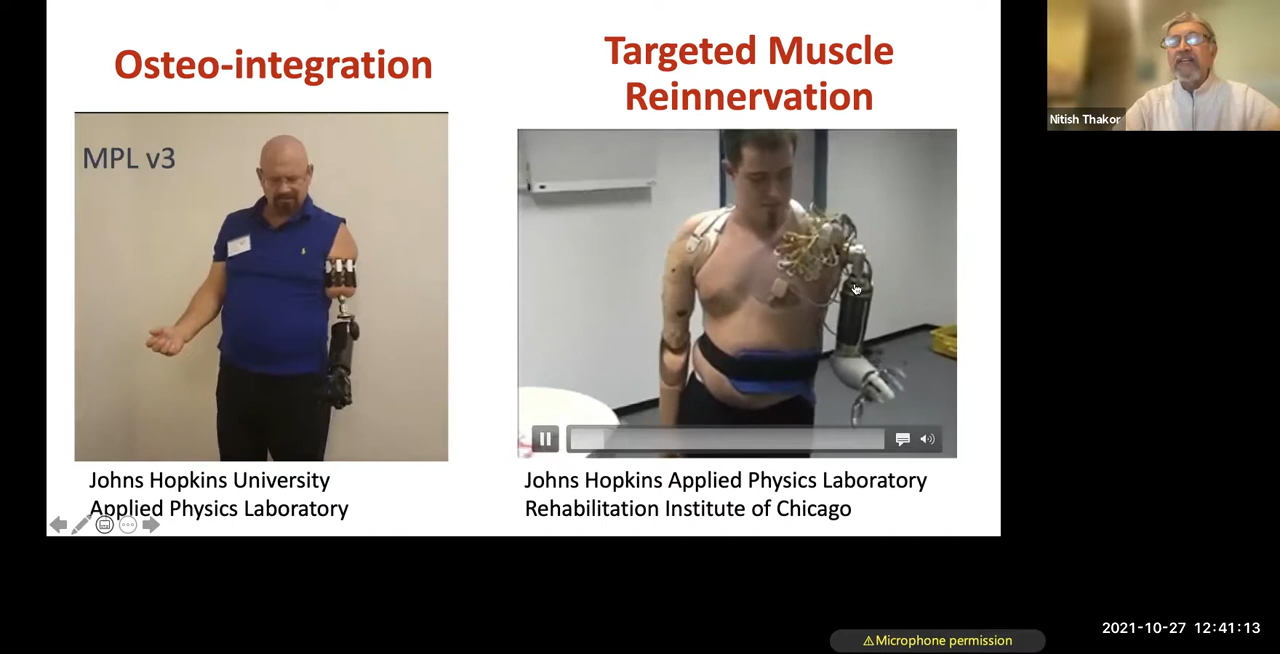 Osteo-integration
MPL v3
Johns Hopkins University
Applied Physics Laboratory
Targeted Muscle
Reinnervation
Johns Hopkins Applied Physics Laboratory
Rehabilitation Institute of Chicago
Nitish Thakor
2021-10-27 12:41:13
⚠Microphone permission